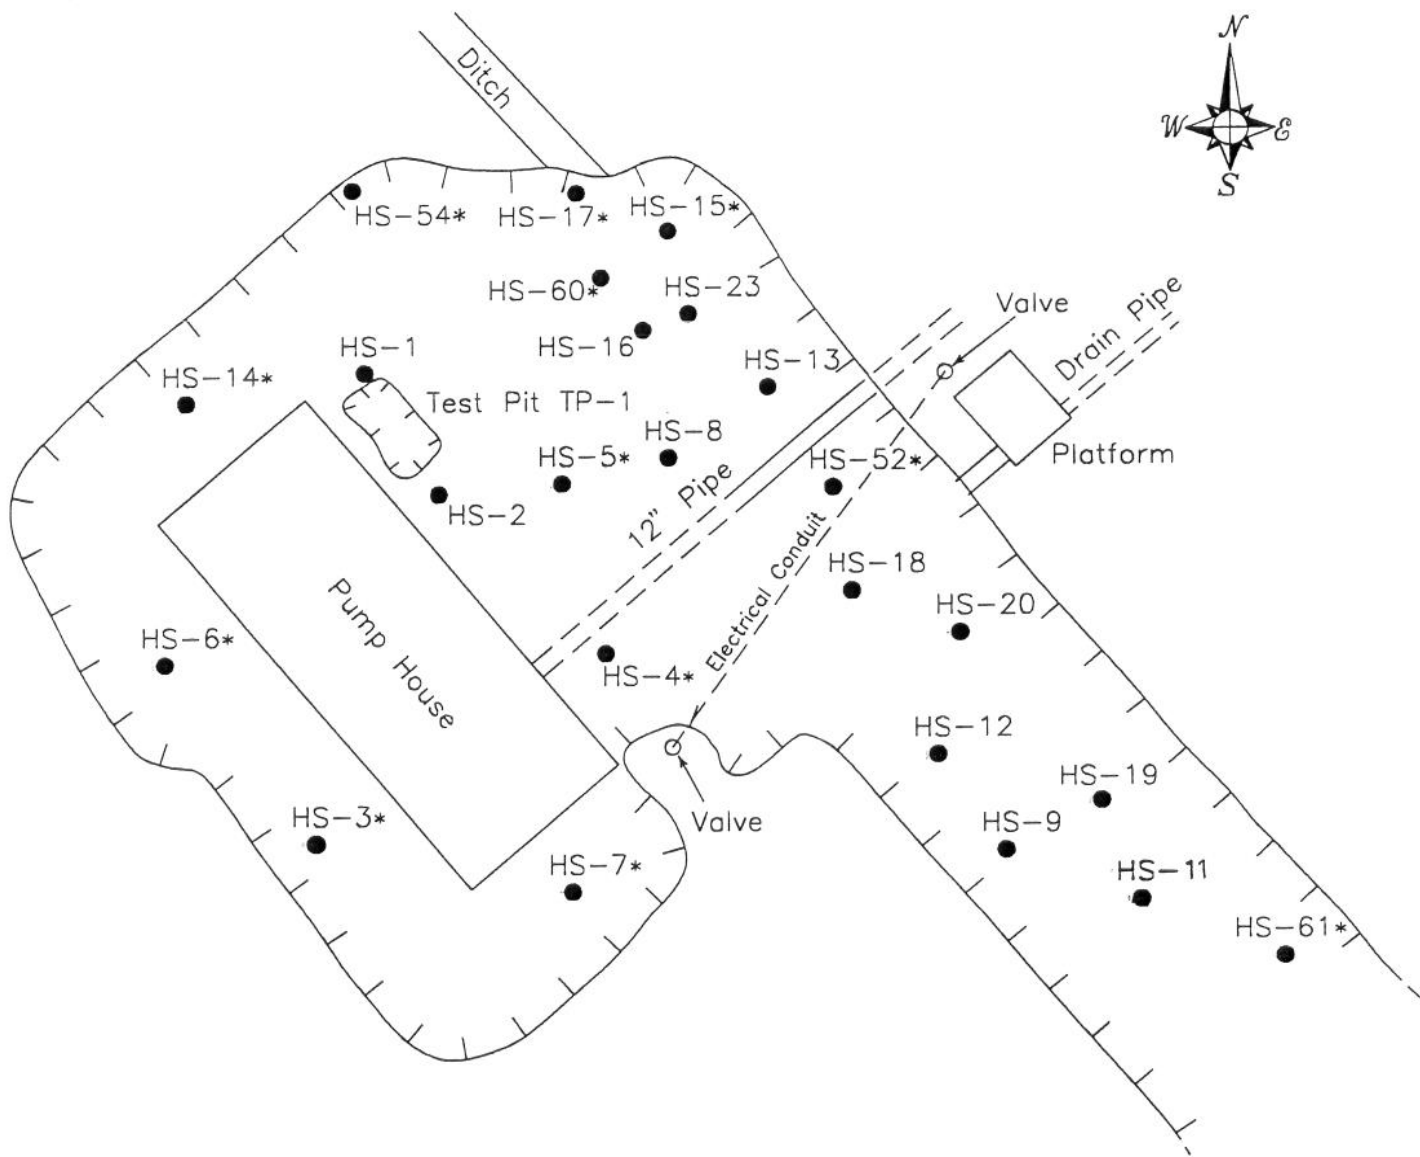 N
Ditch
W E
S
HS-54*
HS-17*
HS-15*
HS-60*
HS-23
Valve
Drain Pipe
HS-16
HS-1
HS-13
HS-14*
Test Pit TP-1
HS-8
HS-5*
HS-52*
Platform
12" Pipe
HS-2
Electrical Conduit
HS-18
HS-20
Pump House
HS-6*
HS-4*
HS-12
HS-19
HS-3*
Valve
HS-9
HS-7*
HS-11
HS-61*